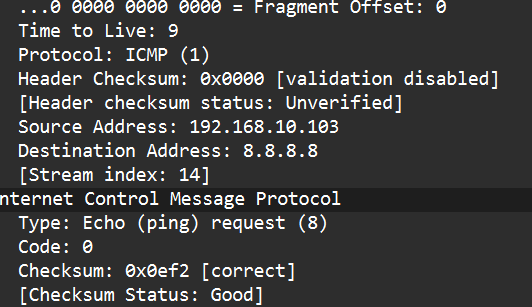 ...0 0000 0000 0000 = Fragment Offset: 0
Time to Live: 9
Protocol: ICMP (1)
Header Checksum: 0x0000 [validation disabled]
[Header checksum status: Unverified]
Source Address: 192.168.10.103
Destination Address: 8.8.8.8
[Stream index: 14]
nternet Control Message Protocol
Type: Echo (ping) request (8)
Code: 0
Checksum: 0x0ef2 [correct]
[Checksum Status: Good]